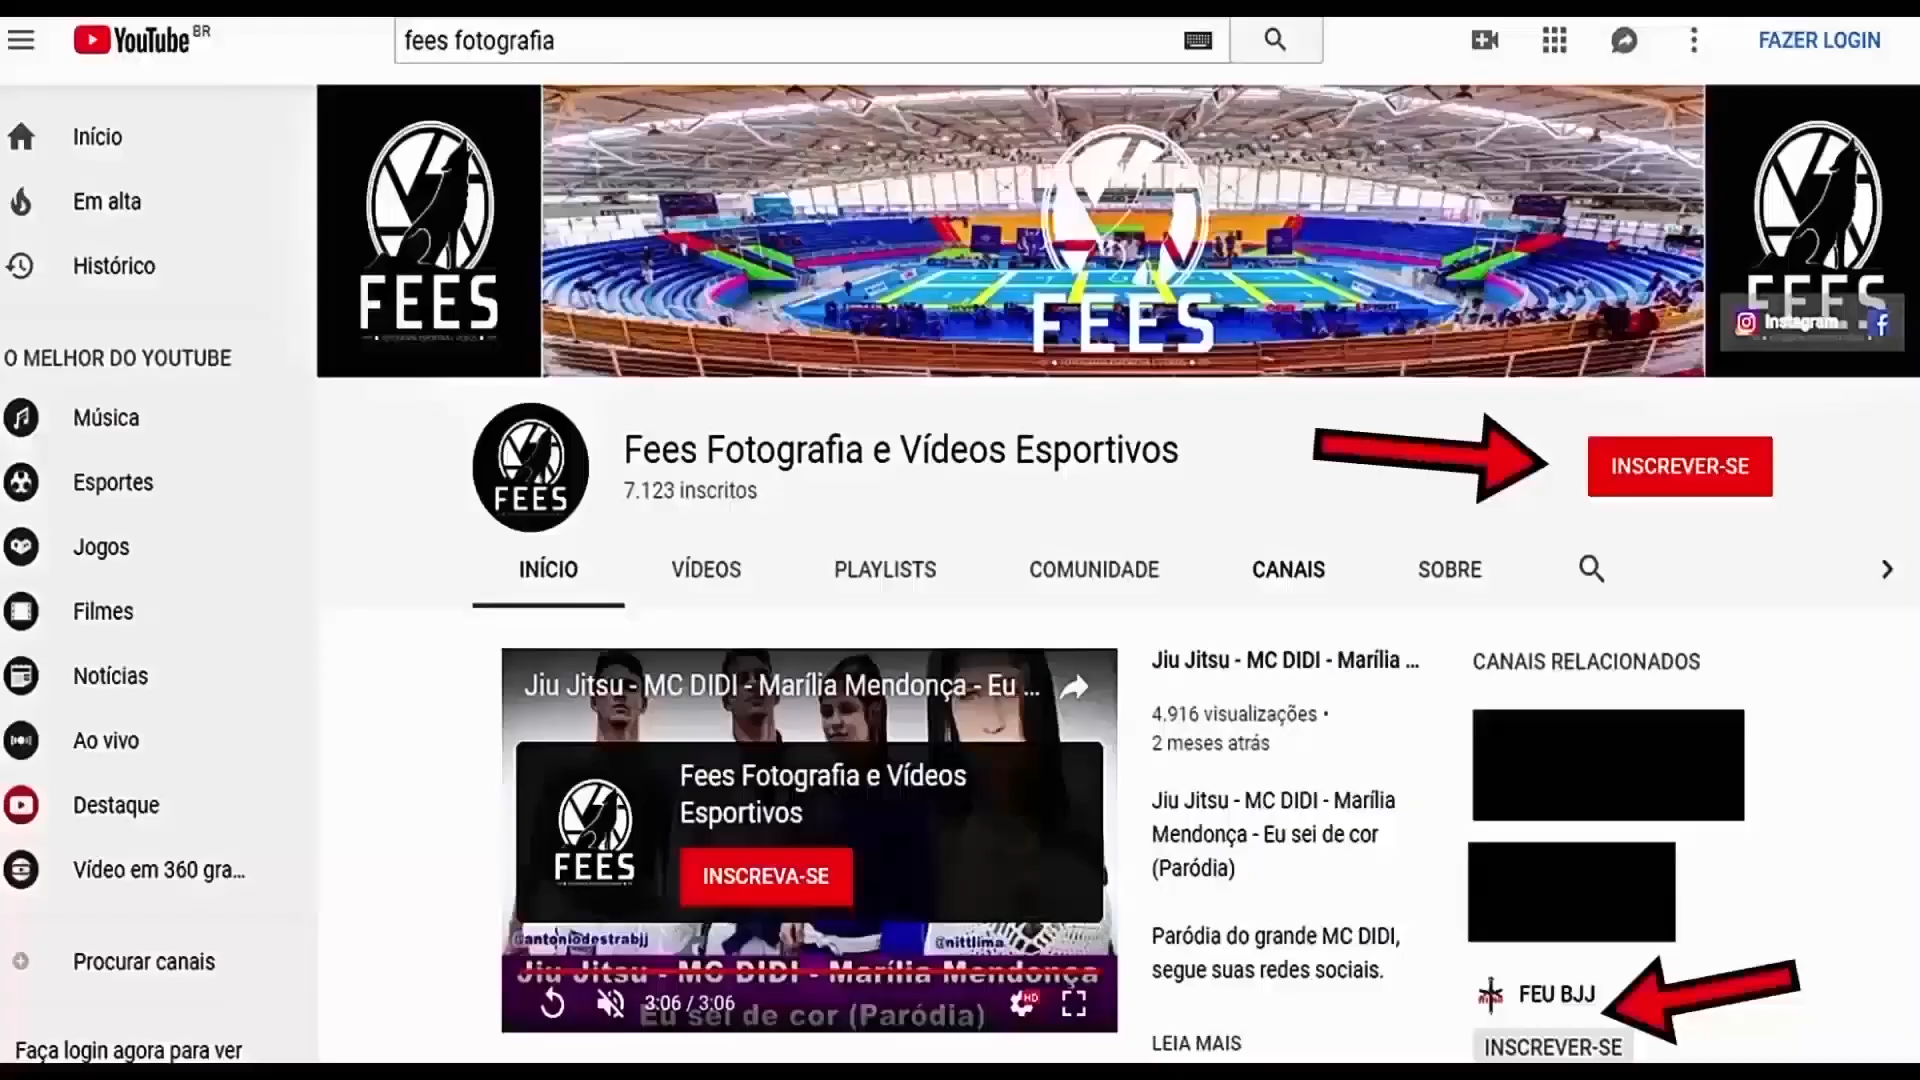 YouTube BR
fees fotografia
FAZER LOGIN
Início
Em alta
Histórico
O MELHOR DO YOUTUBE
Música
Esportes
Jogos
Filmes
Notícias
Ao vivo
Destaque
Vídeo em 360 gra...
Procurar canais
Faça login agora para ver
FEES
FEES
FEES
Instagram
Fees Fotografia e Vídeos Esportivos
7.123 inscritos
INSCREVER-SE
FEES
INÍCIO
VÍDEOS
PLAYLISTS
COMUNIDADE
CANAIS
SOBRE
Jiu Jitsu - MC DIDI - Marília Mendonça - Eu ...
Fees Fotografia e Vídeos
Esportivos
FEES
INSCREVA-SE
@antoniodestrabjj
@nittlima
Jiu Jitsu - MC DIDI - Marília Mendonça
Eu sei de cor (Paródia)
3:06 / 3:06
HD
Jiu Jitsu - MC DIDI - Marília ...
4.916 visualizações •
2 meses atrás
Jiu Jitsu - MC DIDI - Marília
Mendonça - Eu sei de cor
(Paródia)
Paródia do grande MC DIDI,
segue suas redes sociais.
LEIA MAIS
CANAIS RELACIONADOS
FEU BJJ
INSCREVER-SE